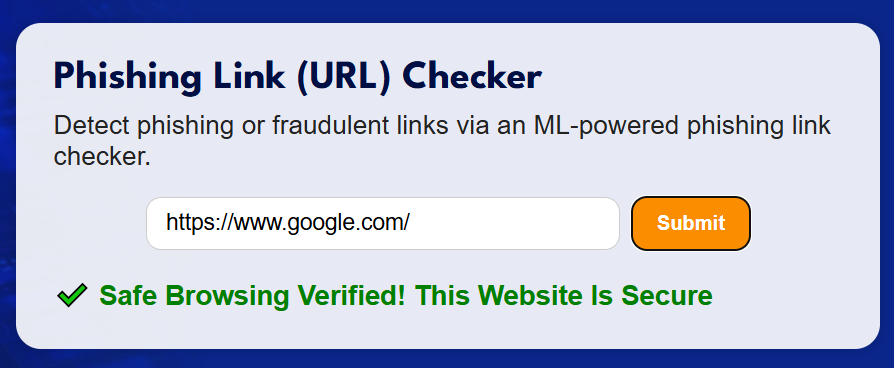 Phishing Link (URL) Checker
Detect phishing or fraudulent links via an ML-powered phishing link
checker.
https://www.google.com/
Submit
Safe Browsing Verified! This Website Is Secure